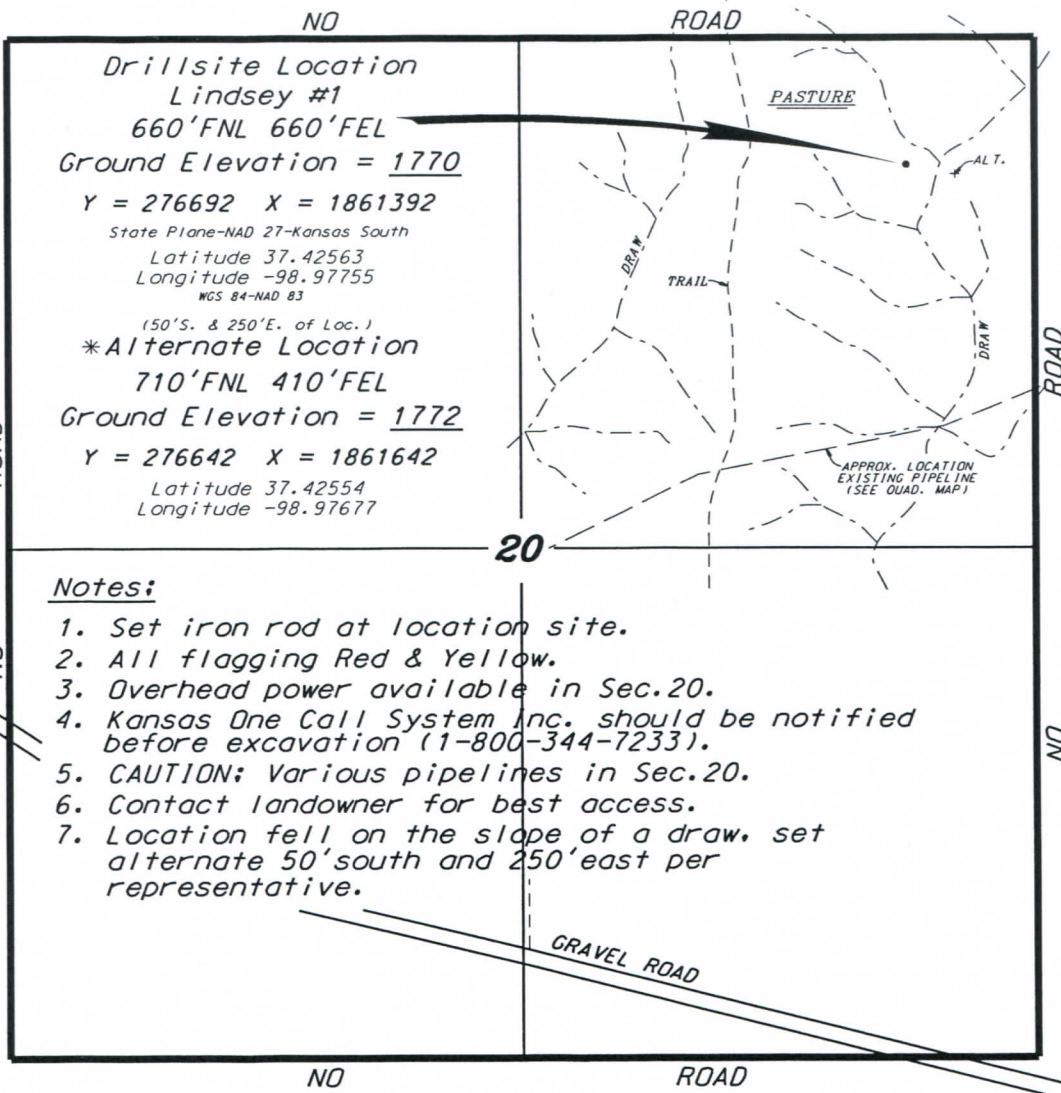 NO ROAD
Drillsite Location
Lindsey #1
660'FNL 660'FEL
Ground Elevation = 1770
Y = 276692 X = 1861392
State Plane-NAD 27-Kansas South
Latitude 37.42563
Longitude -98.97755
WGS 84-NAD 83
(50'S. & 250'E. of Loc.)
*Alternate Location
710'FNL 410'FEL
Ground Elevation = 1772
Y = 276642 X = 1861642
Latitude 37.42554
Longitude -98.97677
PASTURE
ALT.
DRAW
TRAIL
DRAW
ROAD
APPROX. LOCATION
EXISTING PIPELINE
(SEE QUAD. MAP)
20
Notes:
1. Set iron rod at location site.
2. All flagging Red & Yellow.
3. Overhead power available in Sec.20.
4. Kansas One Call System Inc. should be notified
before excavation (1-800-344-7233).
5. CAUTION: Various pipelines in Sec.20.
6. Contact landowner for best access.
7. Location fell on the slope of a draw, set
alternate 50'south and 250'east per
representative.
NO
GRAVEL ROAD
NO ROAD